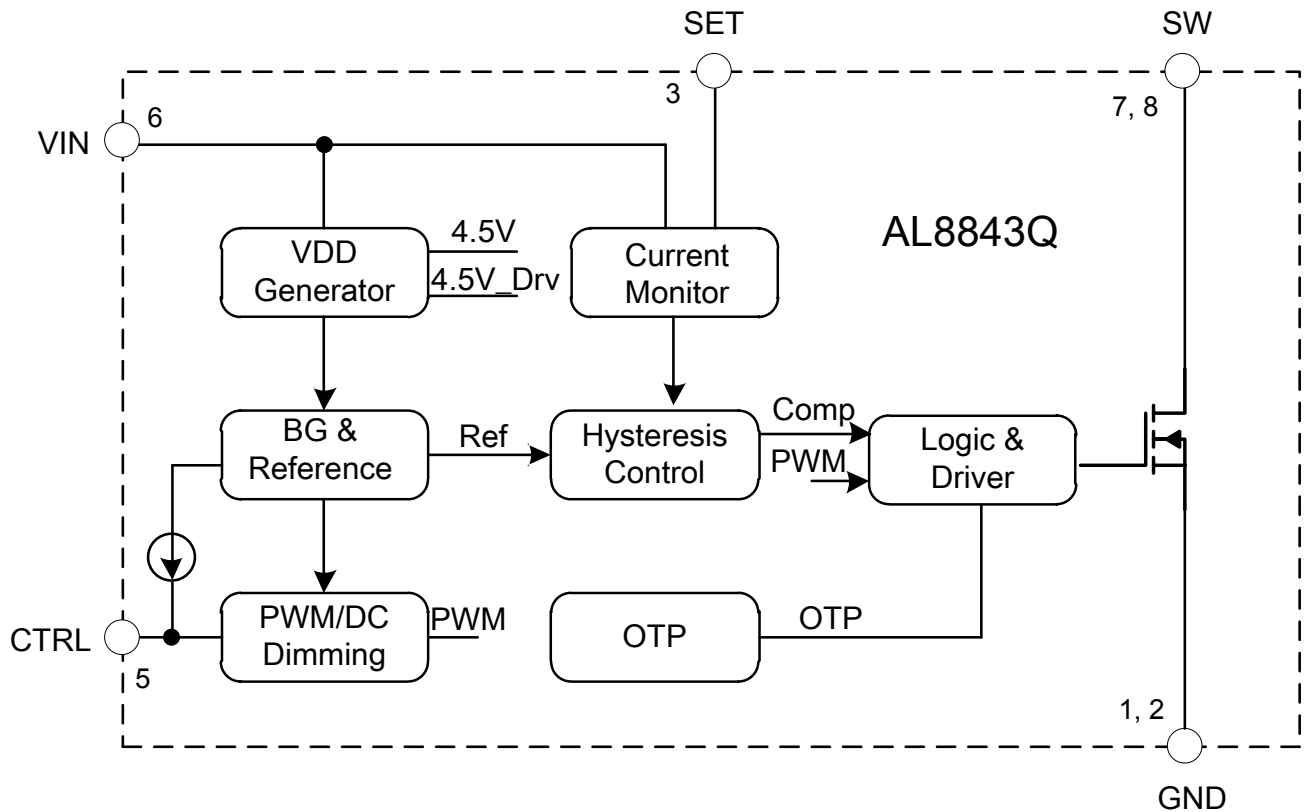 SET
SW
3
7, 8
6
VIN
AL8843Q
VDD
Generator
4.5V
4.5V_Drv
Current
Monitor
BG &
Reference
Ref
Hysteresis
Control
Comp
PWM
Logic &
Driver
CTRL
5
PWM/DC
Dimming
PWM
OTP
OTP
1, 2
GND